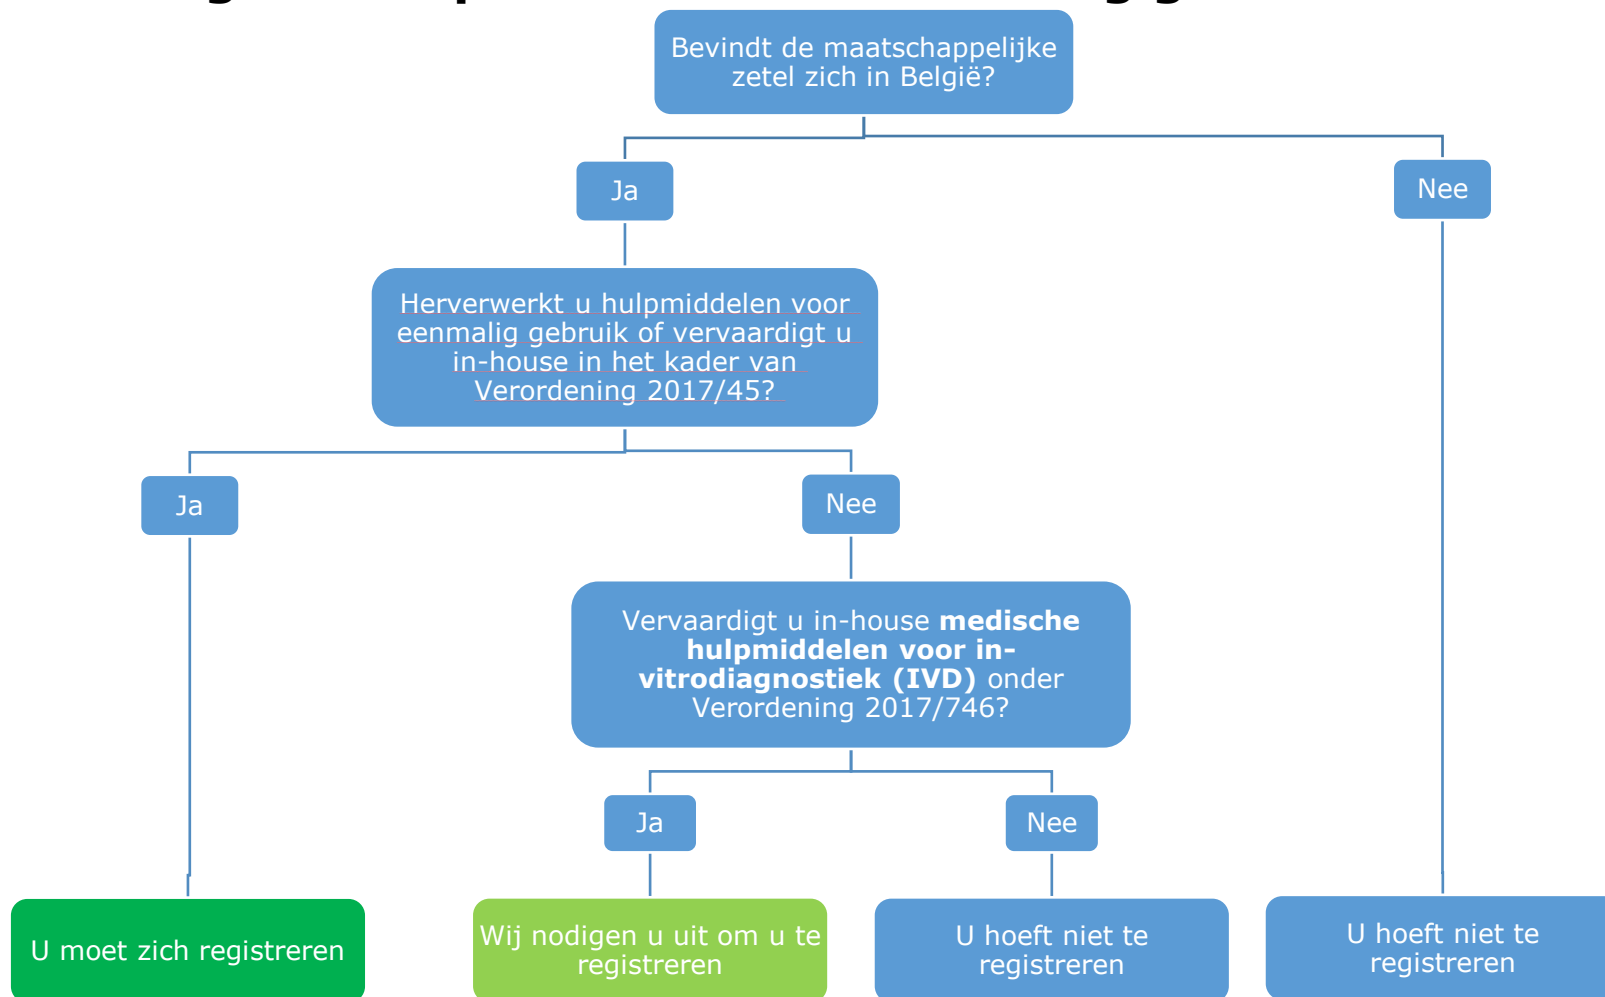 Bevindt de maatschappelijke
zetel zich in België?
Ja
Nee
Herverwerkt u hulpmiddelen voor
eenmalig gebruik of vervaardigt u
in-house in het kader van
Verordening 2017/45?
Ja
Nee
Vervaardigt u in-house medische
hulpmiddelen voor in-
vitrodiagnostiek (IVD) onder
Verordening 2017/746?
Ja
Nee
U moet zich registreren
Wij nodigen u uit om u te
registreren
U hoeft niet te
registreren
U hoeft niet te
registreren